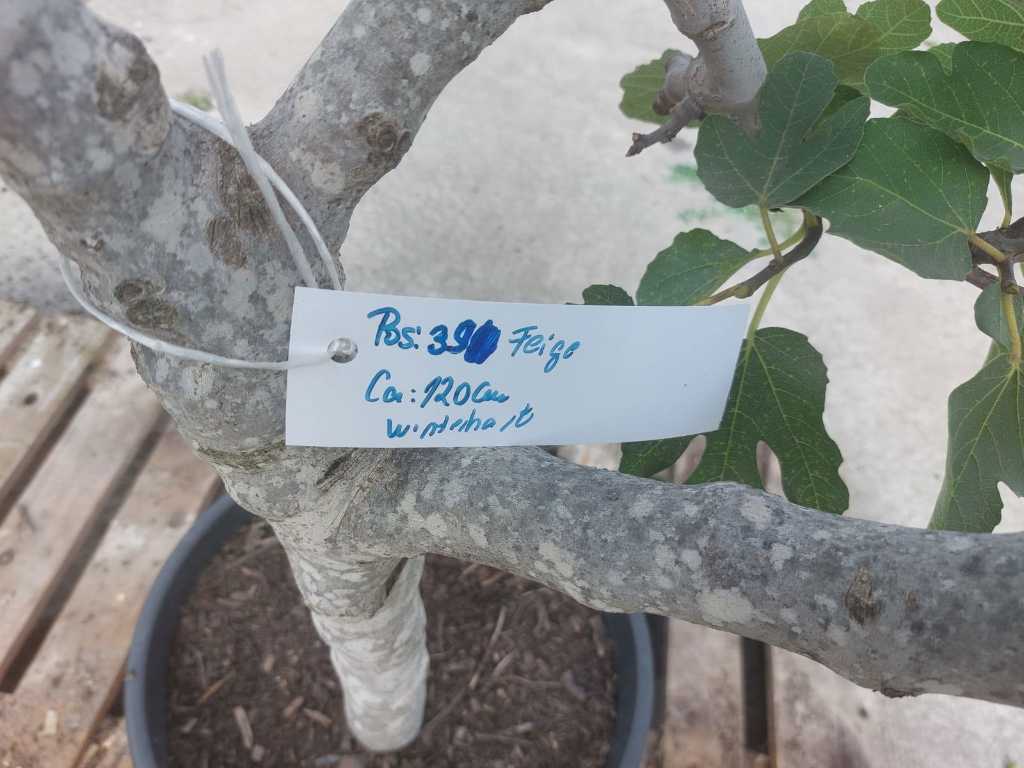 Pos: 39 Feige
Ca: 120cm
winterhart